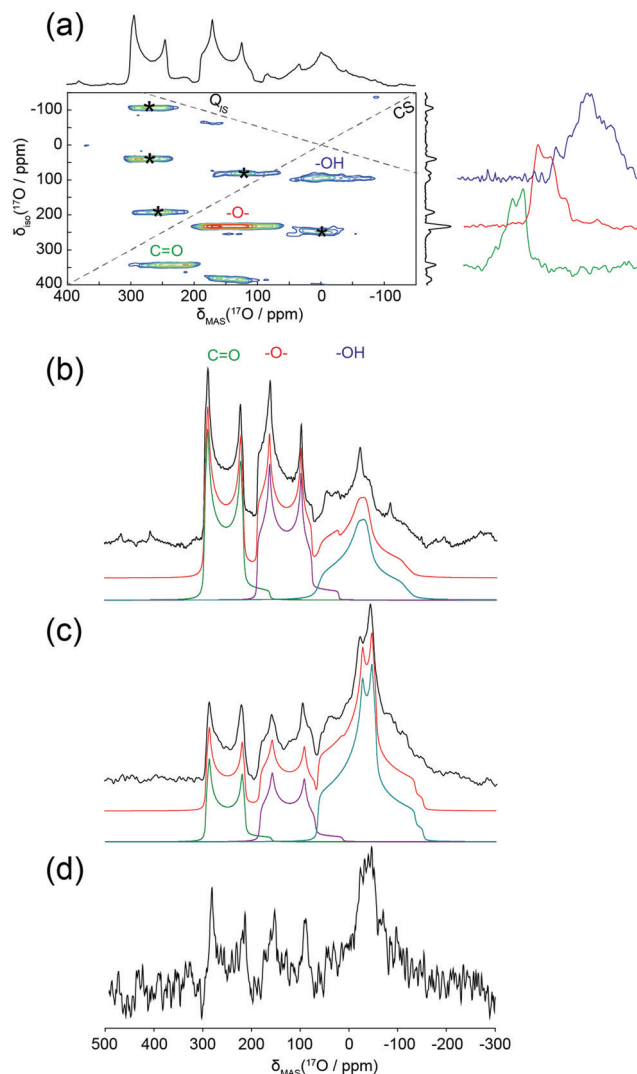 (a)
-100
0
100
200
300
400
δiso(¹⁷O / ppm)
Q_IS
CS
*
*
*
*
*
-OH
-O-
C=O
400 300 200 100 0 -100
δMAS(¹⁷O / ppm)
(b)
C=O -O- -OH
(c)
(d)
500 400 300 200 100 0 -100 -200 -300
δMAS(¹⁷O / ppm)